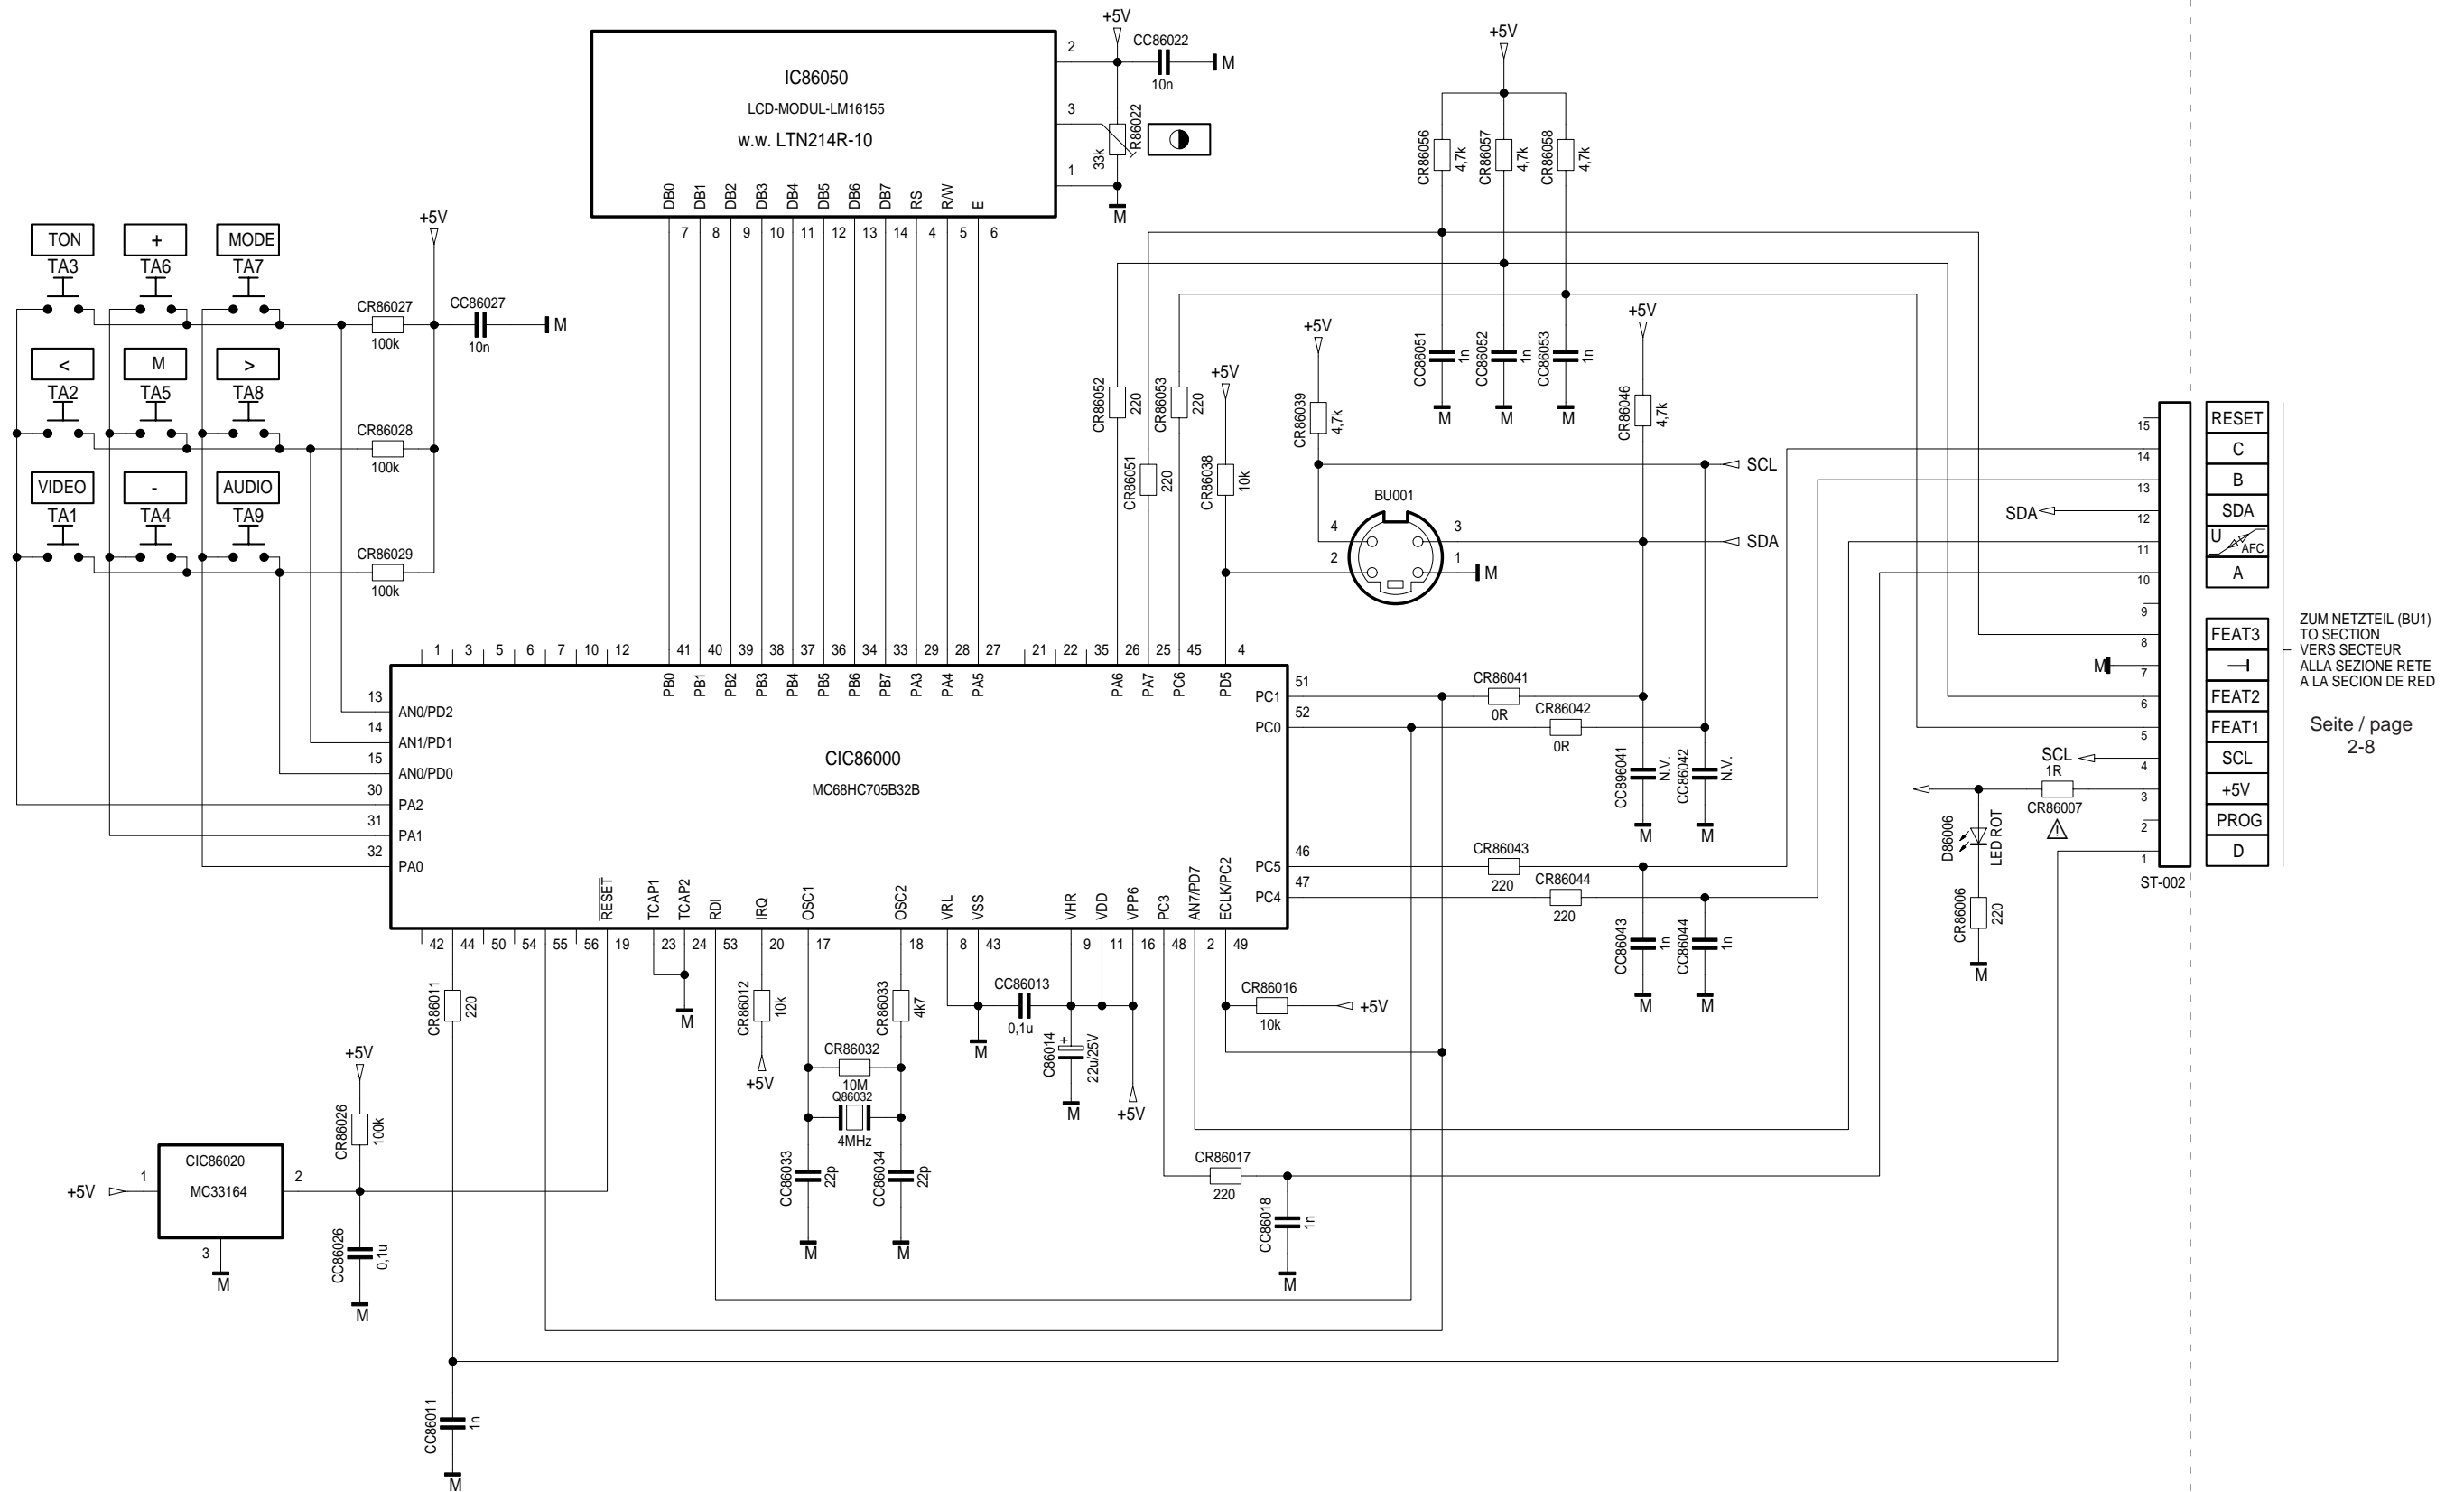 +5V
CC86022
10n
M
IC86050
LCD-MODUL-LM16155
w.w. LTN214R-10
2
3
1
R86022
33k
M
DB0 DB1 DB2 DB3 DB4 DB5 DB6 DB7 RS R/W E
7 8 9 10 11 12 13 14 4 5 6
+5V
CR86056 4,7k CR86057 4,7k CR86058 4,7k
CC86051 1n CC86052 1n CC86053 1n
M M M
TON + MODE
TA3 TA6 TA7
+5V
CR86027
100k
CC86027
10n
M
< M >
TA2 TA5 TA8
CR86028
100k
VIDEO - AUDIO
TA1 TA4 TA9
CR86029
100k
CR86052 220 CR86053 220
CR86051 220
+5V
CR86038 10k
+5V
CR86039 4,7k
+5V
CR86046 4,7k
SCL
BU001
4 3
2 1
SDA
M
1 3 5 6 7 10 12 41 40 39 38 37 36 34 33 29 28 27 21 22 35 26 25 45 4
PB0 PB1 PB2 PB3 PB4 PB5 PB6 PB7 PA3 PA4 PA5 PA6 PA7 PC6 PD5
13 AN0/PD2
14 AN1/PD1
15 AN0/PD0
30 PA2
31 PA1
32 PA0
CIC86000
MC68HC705B32B
PC1 51
PC0 52
PC5 46
PC4 47
CR86041
0R
CR86042
0R
CC896041 N.V. CC86042 N.V.
M M
CR86043
220
CR86044
220
CC86043 1n CC86044 1n
M M
RESET TCAP1 TCAP2 RDI IRQ OSC1 OSC2 VRL VSS VHR VDD VPP6 PC3 AN7/PD7 ECLK/PC2
42 44 50 54 55 56 19 23 24 53 20 17 18 8 43 9 11 16 48 2 49
CR86011 220
M
CR86012 10k
+5V
CR86033 4k7
CR86032
10M
Q86032
4MHz
CC86033 22p CC86034 22p
M M
CC86013
0,1u
M
C86014 + 22u/25V
M
+5V
CR86016
10k
+5V
CR86017
220
CC86018 1n
M
+5V
CR86026 100k
CIC86020
MC33164
+5V 1 2
3
M
CC86026 0,1u
M
CC86011 1n
M
15 RESET
14 C
13 B
SDA 12 SDA
11 U AFC
10 A
9
8 FEAT3
M 7
6 FEAT2
5 FEAT1
SCL 4 SCL
1R
CR86007
3 +5V
2 PROG
1 D
ST-002
D86006 LED ROT
CR86006 220
M
ZUM NETZTEIL (BU1)
TO SECTION
VERS SECTEUR
ALLA SEZIONE RETE
A LA SECION DE RED
Seite / page
2-8